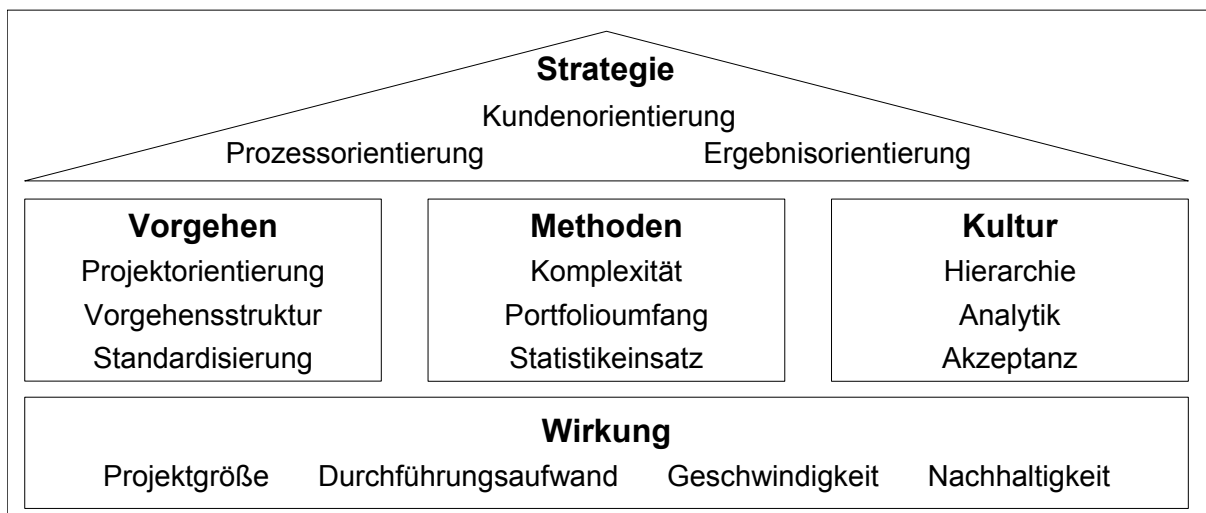 Strategie
Kundenorientierung
Prozessorientierung Ergebnisorientierung
Vorgehen
Projektorientierung
Vorgehensstruktur
Standardisierung
Methoden
Komplexität
Portfolioumfang
Statistikeinsatz
Kultur
Hierarchie
Analytik
Akzeptanz
Wirkung
Projektgröße Durchführungsaufwand Geschwindigkeit Nachhaltigkeit